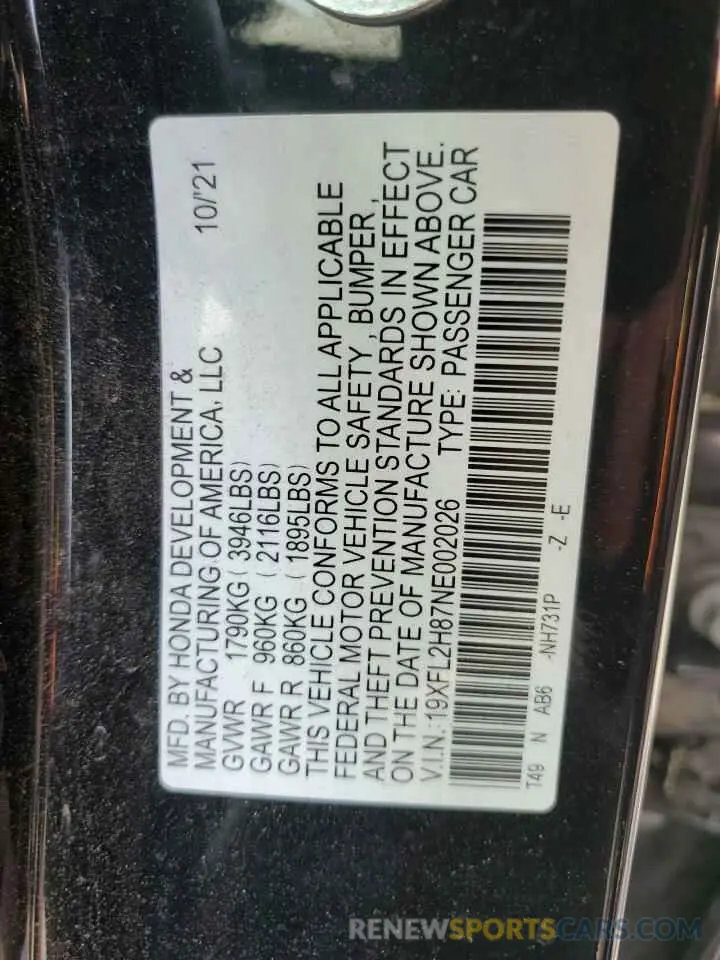 MFD. BY HONDA DEVELOPMENT &
MANUFACTURING OF AMERICA, LLC 10/'21
GVWR 1790KG ( 3946LBS)
GAWR F 960KG ( 2116LBS)
GAWR R 860KG ( 1895LBS)
THIS VEHICLE CONFORMS TO ALL APPLICABLE
FEDERAL MOTOR VEHICLE SAFETY , BUMPER ,
AND THEFT PREVENTION STANDARDS IN EFFECT
ON THE DATE OF MANUFACTURE SHOWN ABOVE.
V.I.N.: 19XFL2H87NE002026 TYPE: PASSENGER CAR
T49 N AB6 -NH731P -Z -E
RENEWSPORTSCARS.COM